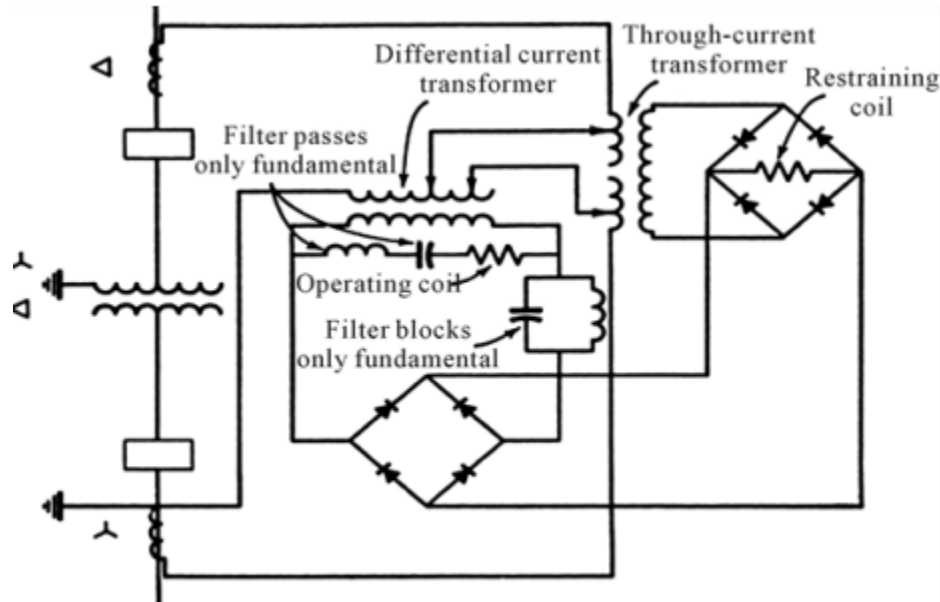 Differential current
transformer
Through-current
transformer
Restraining
coil
Filter passes
only fundamental
Operating coil
Filter blocks
only fundamental